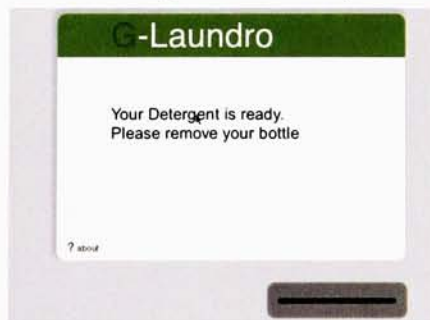 G-Laundro
Your Detergent is ready.
Please remove your bottle
? about